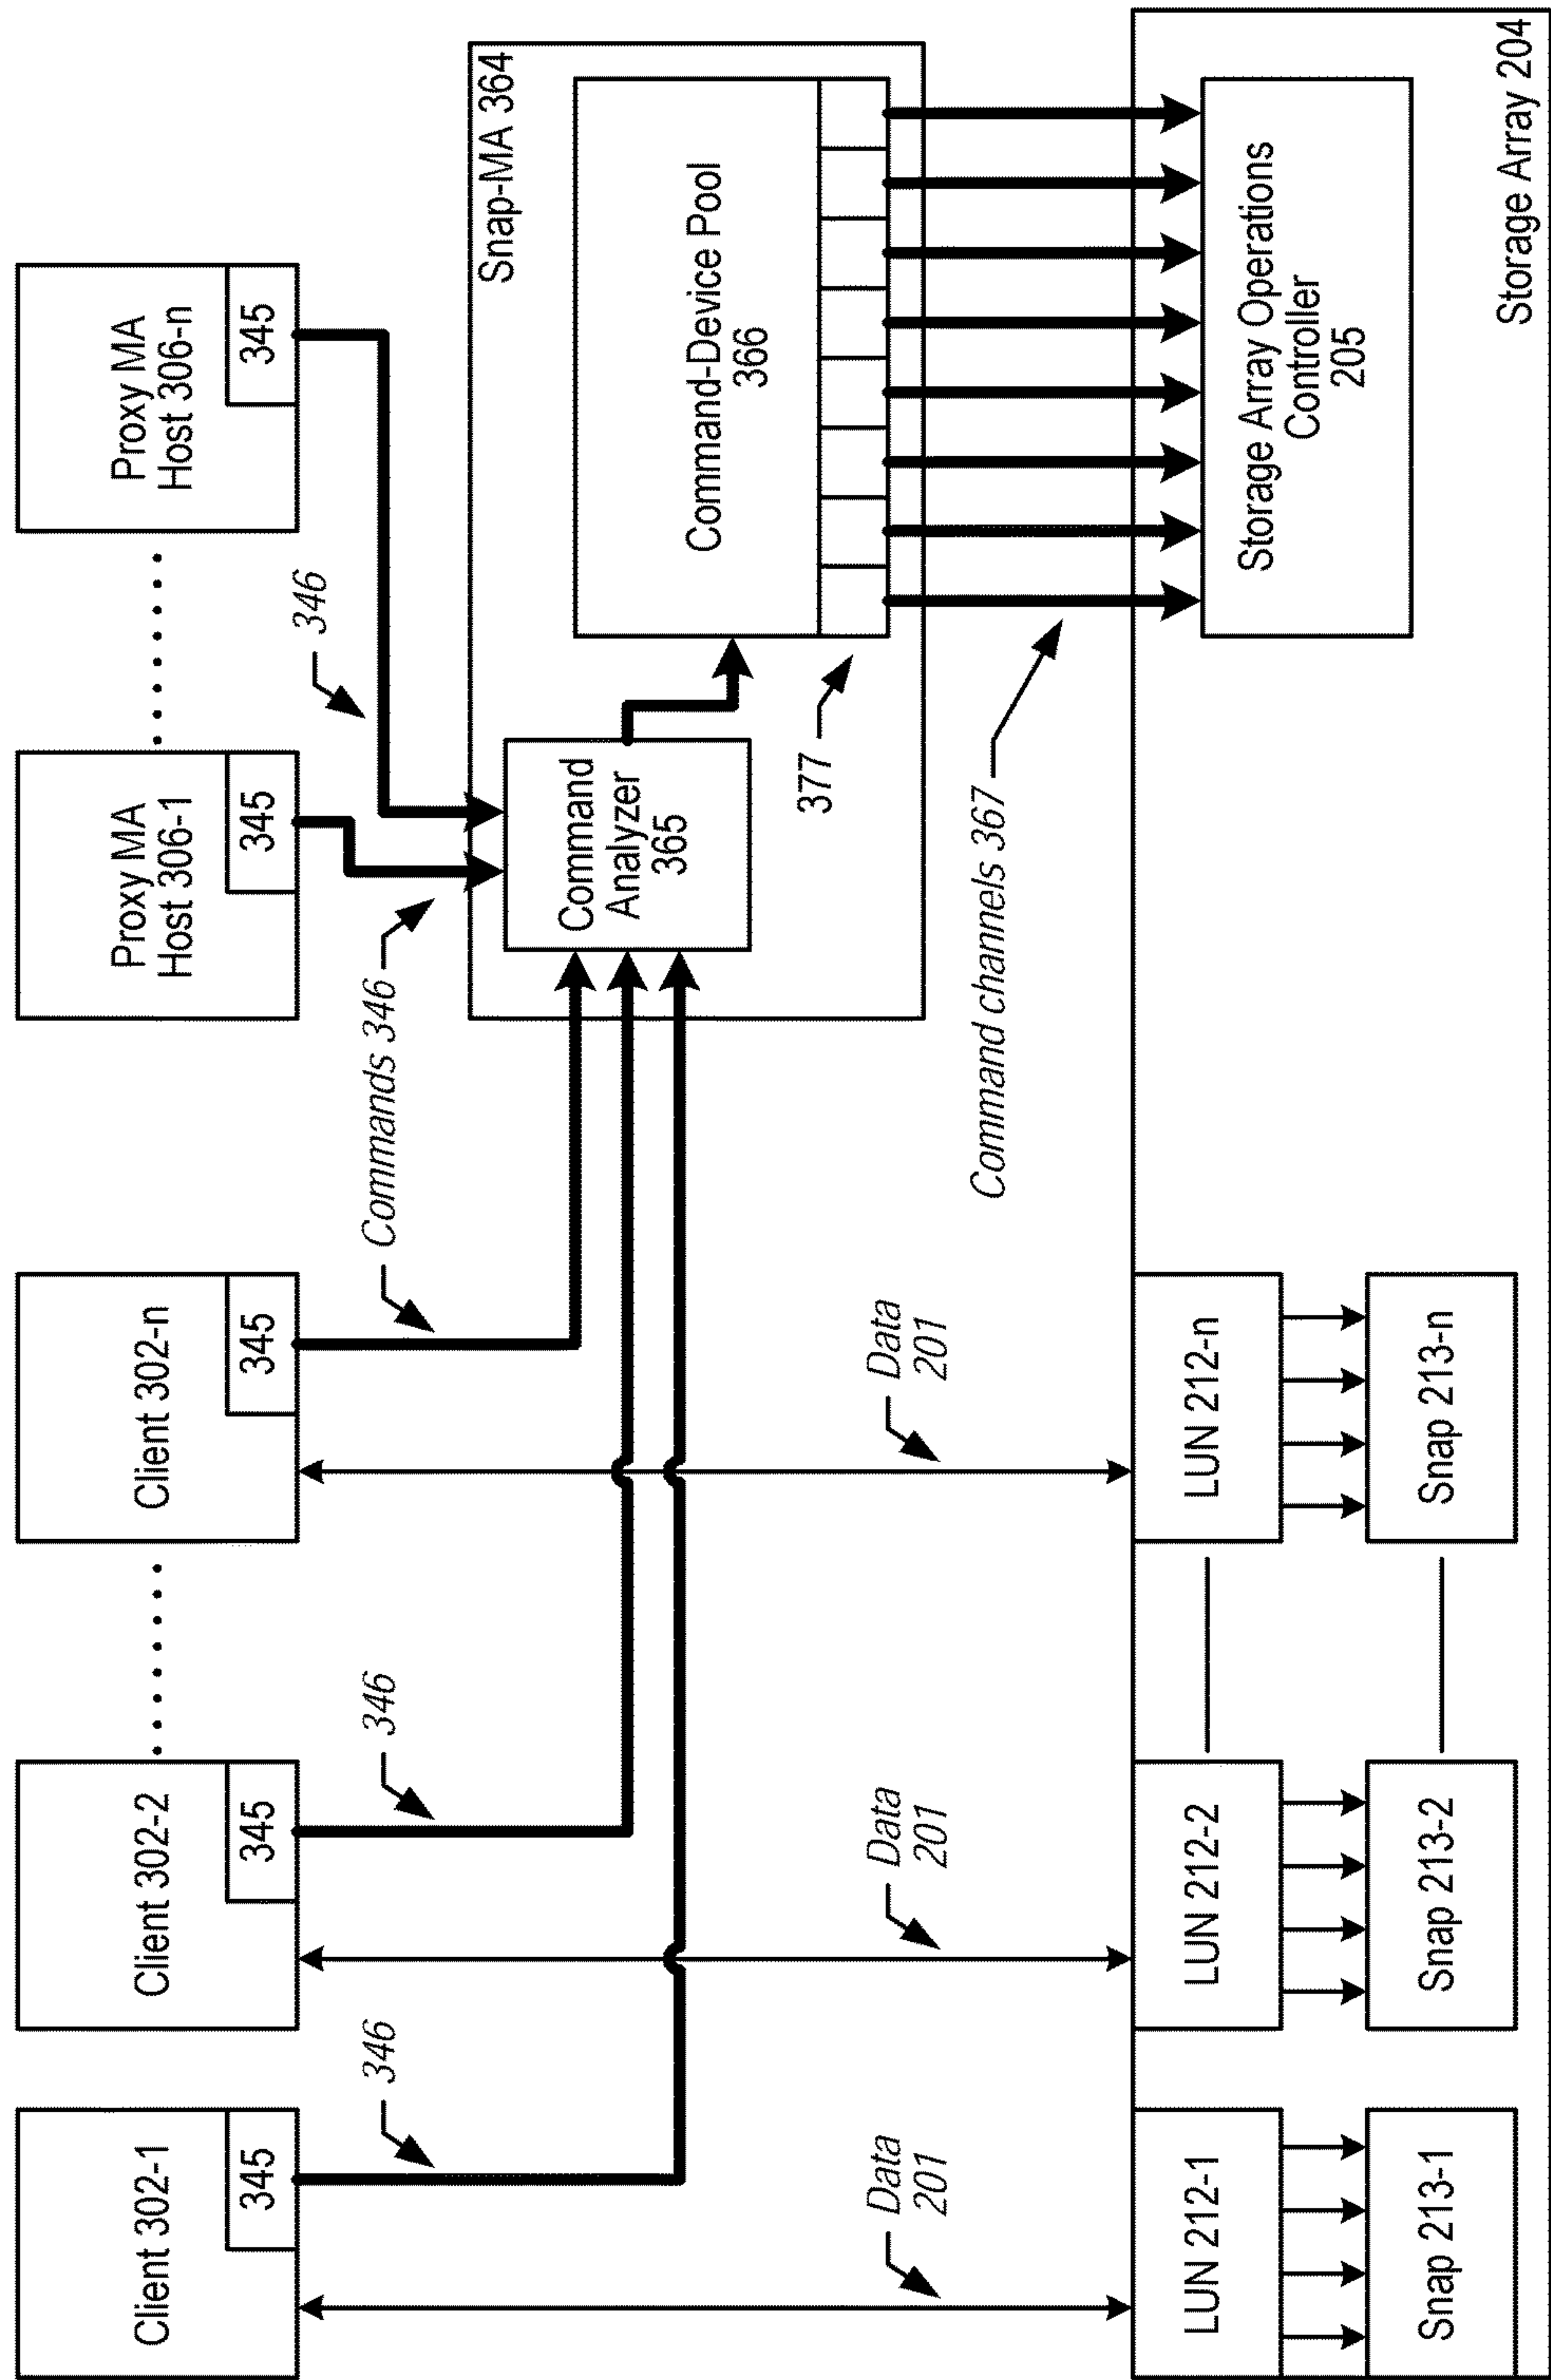 Client 302-1
345
Client 302-2
345
Client 302-n
345
Proxy MA
Host 306-1
345
Proxy MA
Host 306-n
345
346
346
Commands 346
346
Snap-MA 364
Command
Analyzer
365
Command-Device Pool
366
377
Command channels 367
Data
201
Data
201
Data
201
LUN 212-1
LUN 212-2
LUN 212-n
Snap 213-1
Snap 213-2
Snap 213-n
Storage Array Operations
Controller
205
Storage Array 204